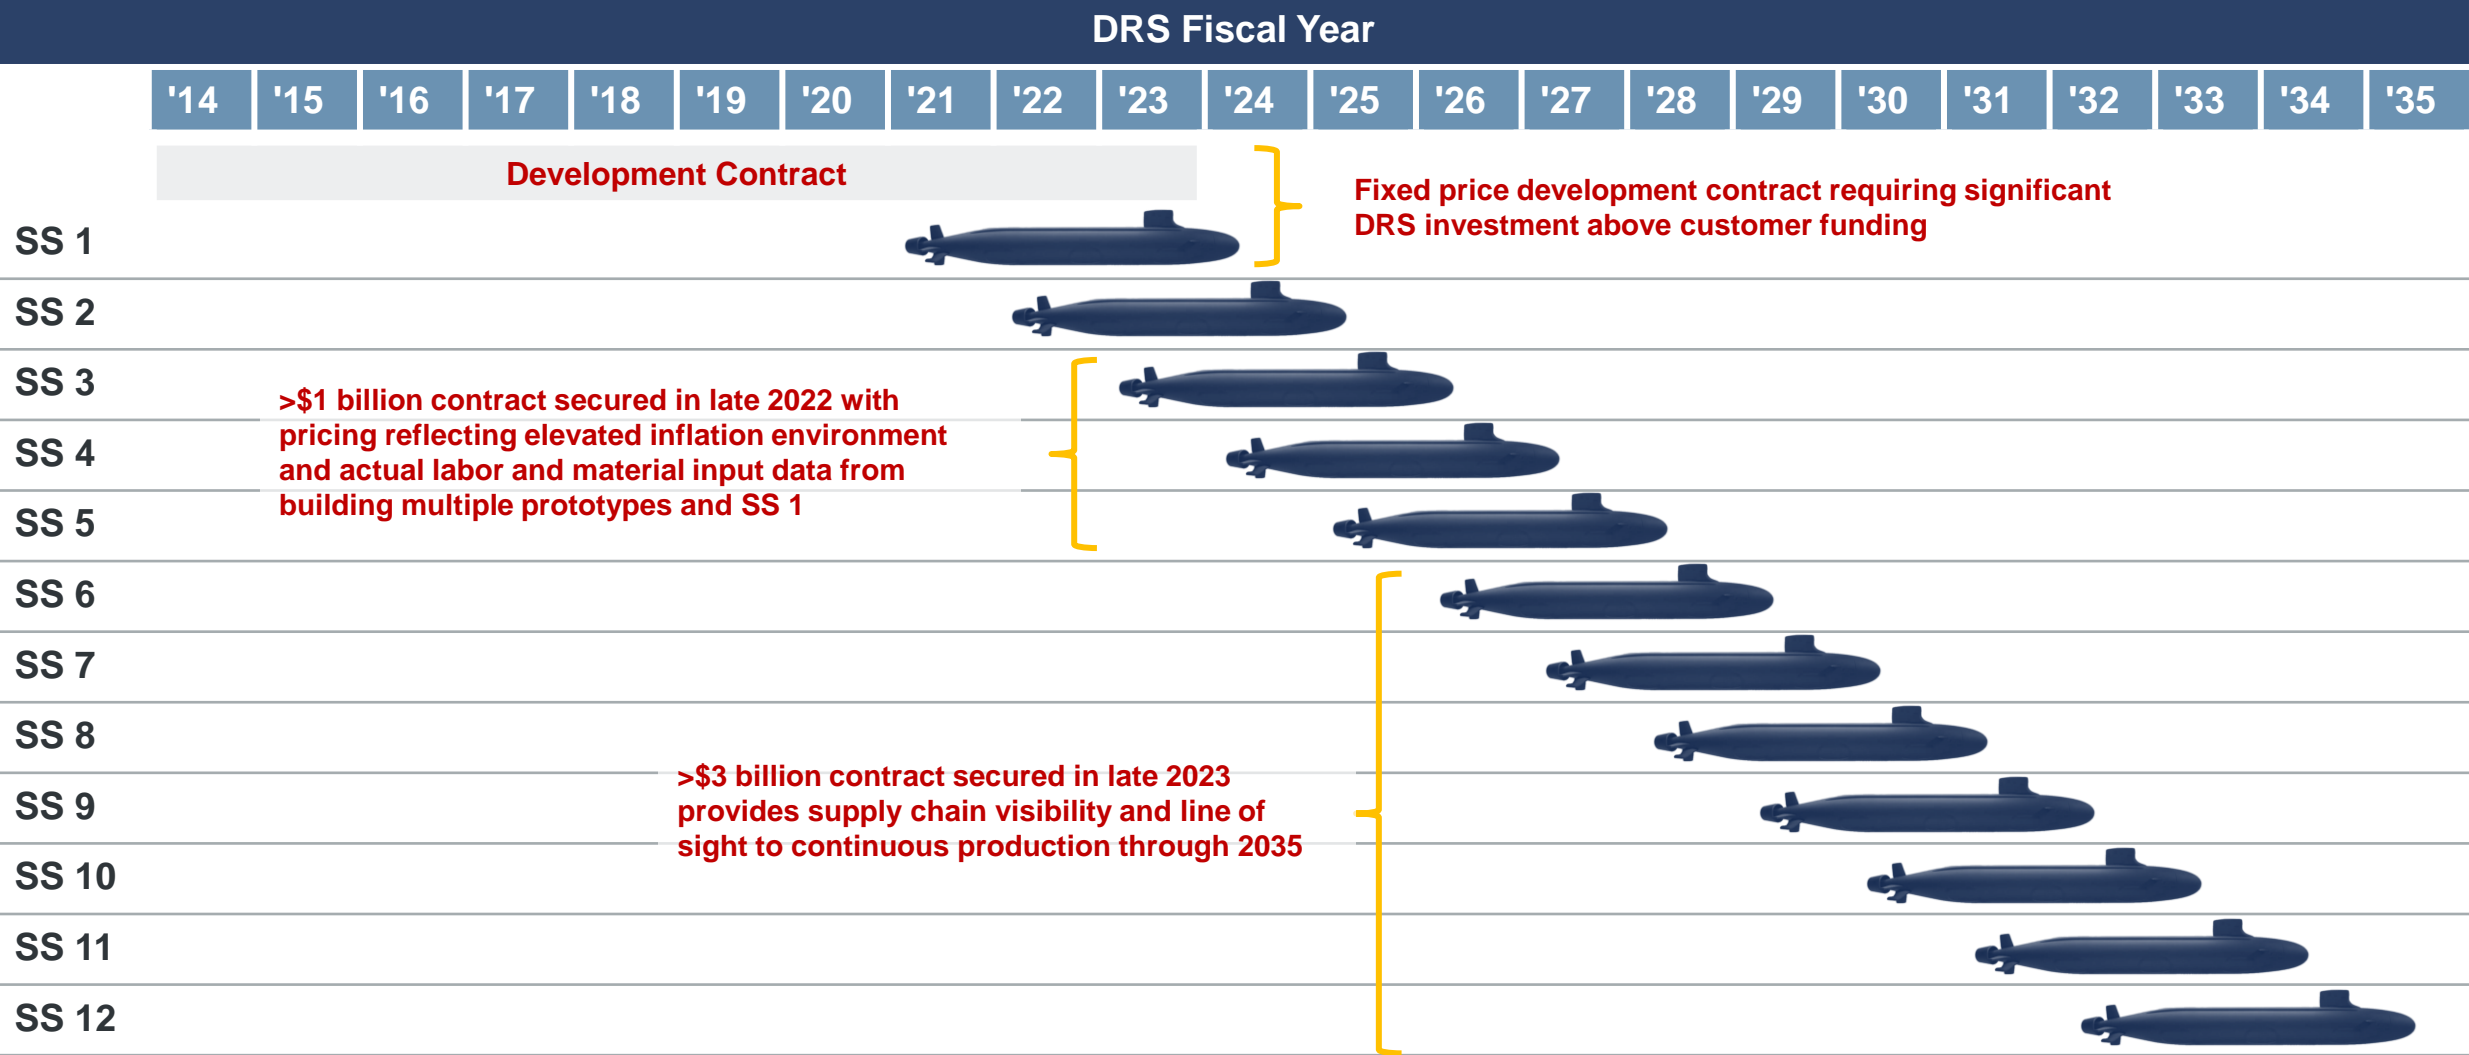 DRS Fiscal Year
'14 '15 '16 '17 '18 '19 '20 '21 '22 '23 '24 '25 '26 '27 '28 '29 '30 '31 '32 '33 '34 '35
Development Contract
Fixed price development contract requiring significant
DRS investment above customer funding
SS 1
SS 2
SS 3
>$1 billion contract secured in late 2022 with
pricing reflecting elevated inflation environment
and actual labor and material input data from
building multiple prototypes and SS 1
SS 4
SS 5
SS 6
SS 7
SS 8
>$3 billion contract secured in late 2023
provides supply chain visibility and line of
sight to continuous production through 2035
SS 9
SS 10
SS 11
SS 12